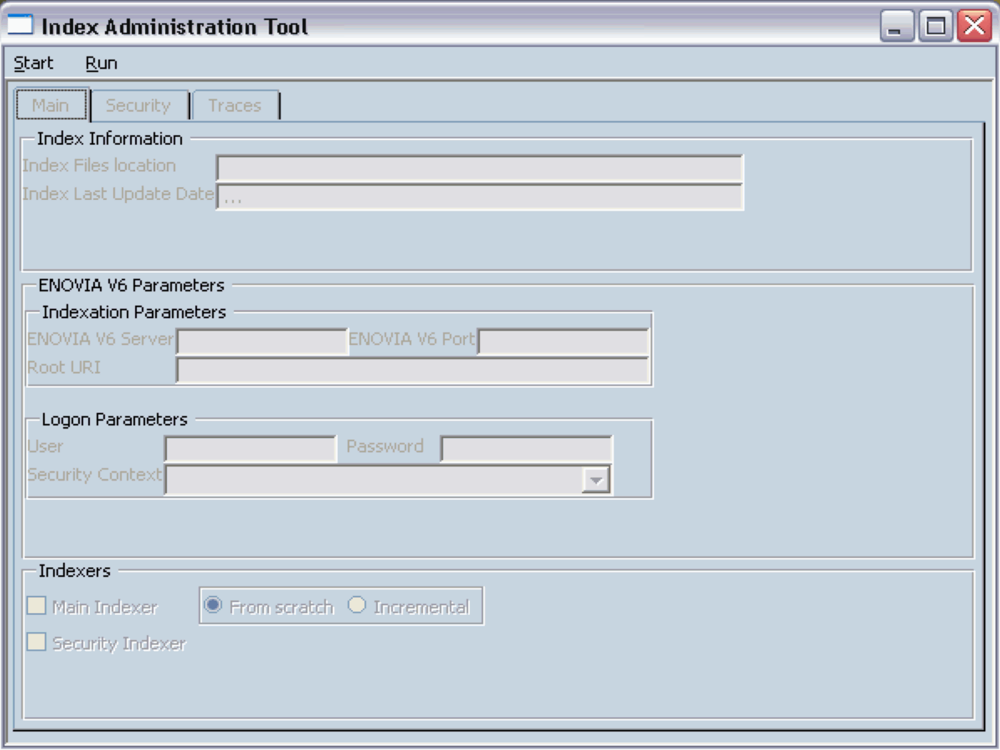 Index Administration Tool
Start Run
Main Security Traces
Index Information
Index Files location
Index Last Update Date ...
ENOVIA V6 Parameters
Indexation Parameters
ENOVIA V6 Server ENOVIA V6 Port
Root URI
Logon Parameters
User Password
Security Context
Indexers
Main Indexer From scratch Incremental
Security Indexer